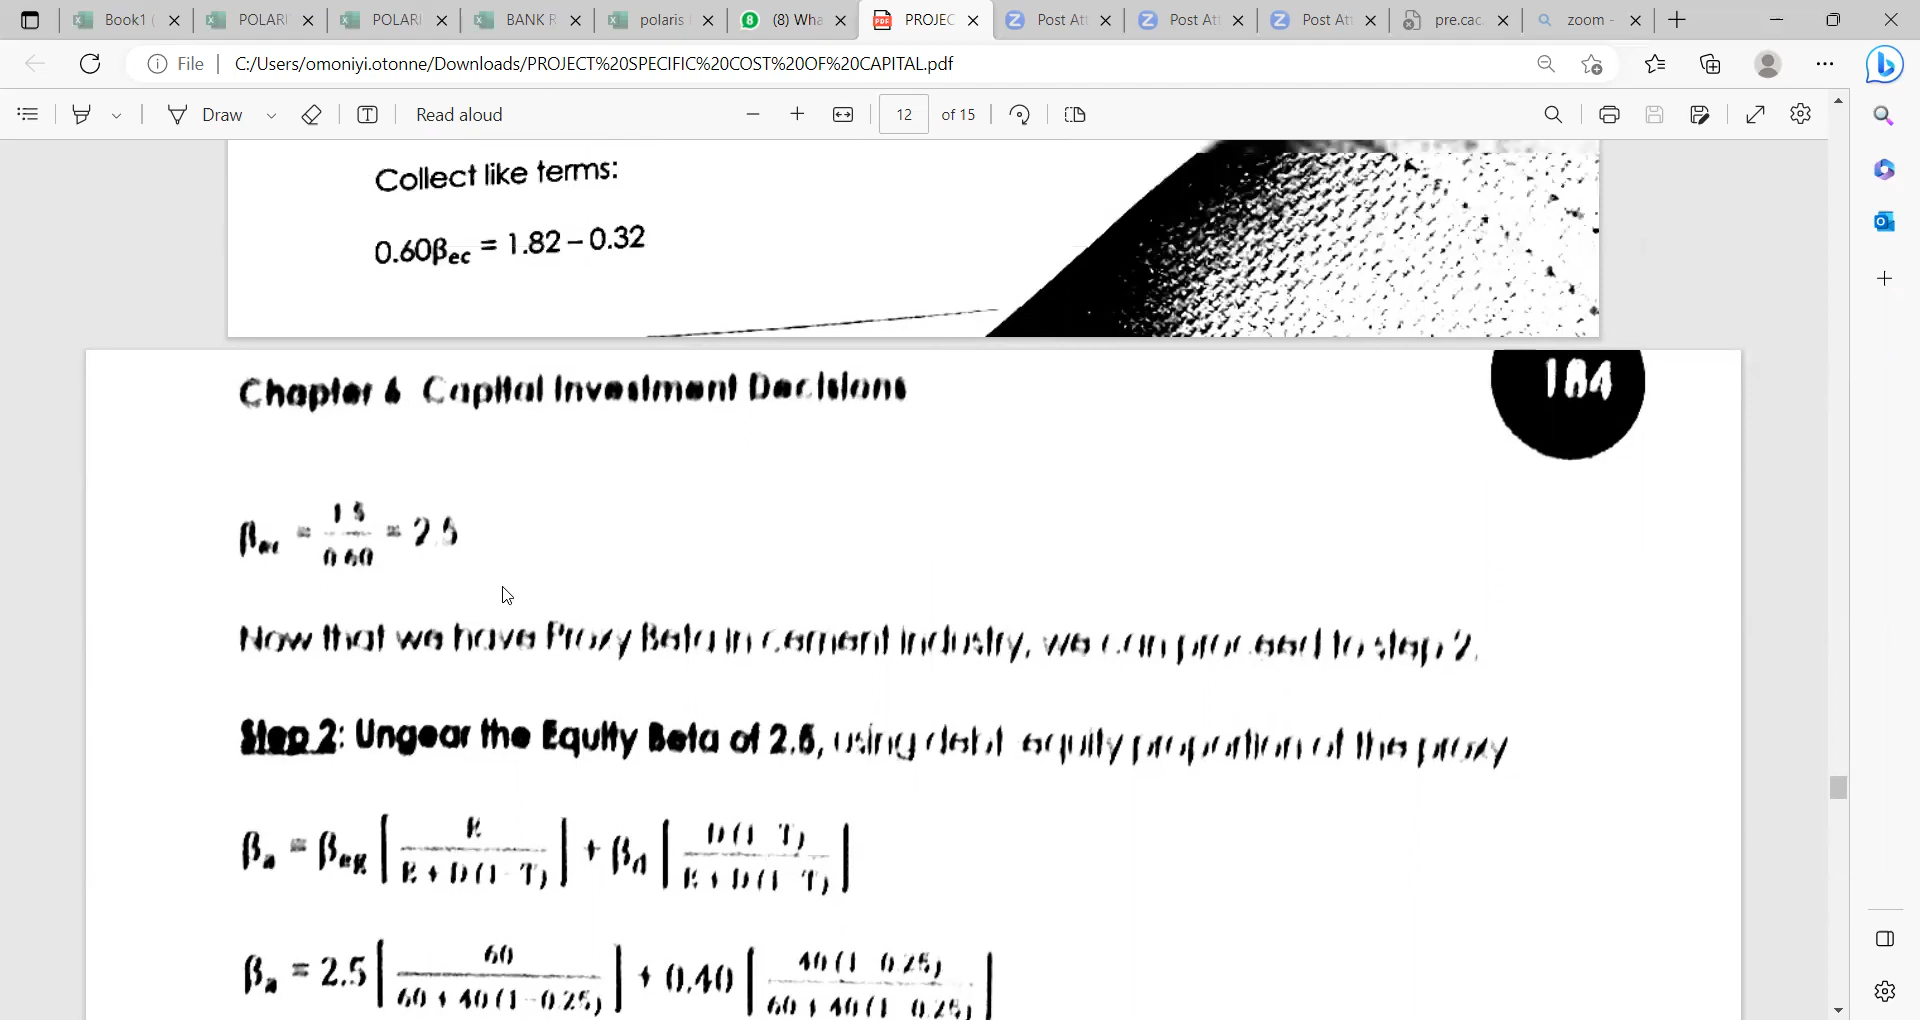 Book1 (
POLARI
POLARI
BANK R
polaris
(8) Wha
PROJEC
Post Att
Post Att
Post Att
pre.cac.
zoom -
File
C:/Users/omoniyi.otonne/Downloads/PROJECT%20SPECIFIC%20COST%20OF%20CAPITAL.pdf
Draw
Read aloud
12 of 15
Collect like terms:
0.60βec = 1.82 – 0.32
Chapter 6 Capital Investment Decisions
184
βec = 1.5 / 0.60 = 2.5
Now that we have Proxy Beta in cement industry, we can proceed to step 2.
Step 2: Ungear the Equity Beta of 2.5, using debt equity proportion of the proxy
βa = βeg [ E / E + D (1 - T) ] + βd [ D (1 - T) / E + D (1 - T) ]
βa = 2.5 [ 60 / 60 + 40 (1 - 0.25) ] + 0.40 [ 40 (1 - 0.25) / 60 + 40 (1 - 0.25) ]